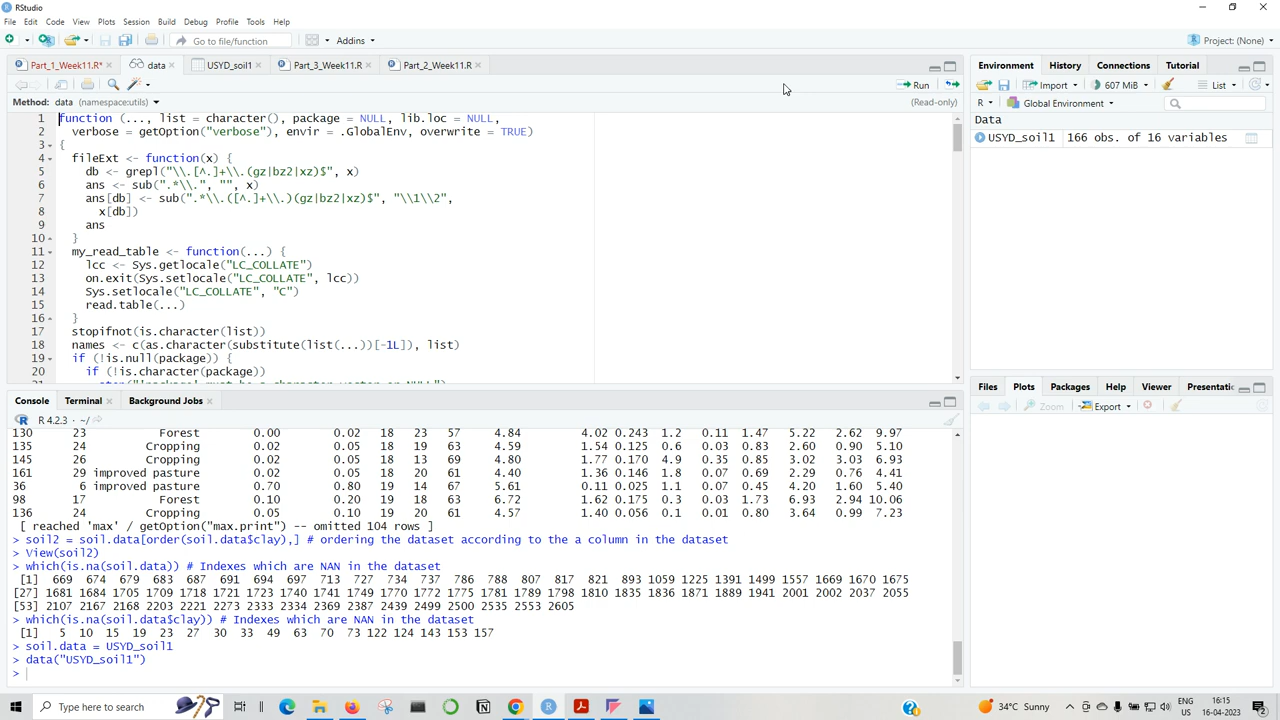 RStudio
File Edit Code View Plots Session Build Debug Profile Tools Help
Go to file/function Addins Project: (None)
Part_1_Week11.R* data USYD_soil1 Part_3_Week11.R Part_2_Week11.R
Run
Method: data (namespace:utils) (Read-only)
1 function (..., list = character(), package = NULL, lib.loc = NULL,
2 verbose = getOption("verbose"), envir = .GlobalEnv, overwrite = TRUE)
3 {
4 fileExt <- function(x) {
5 db <- grepl("\\.[^.]+\\.(gz|bz2|xz)$", x)
6 ans <- sub(".*\\.", "", x)
7 ans[db] <- sub(".*\\.([^.]+\\.)(gz|bz2|xz)$", "\\1\\2",
8 x[db])
9 ans
10 }
11 my_read_table <- function(...) {
12 lcc <- Sys.getlocale("LC_COLLATE")
13 on.exit(Sys.setlocale("LC_COLLATE", lcc))
14 Sys.setlocale("LC_COLLATE", "C")
15 read.table(...)
16 }
17 stopifnot(is.character(list))
18 names <- c(as.character(substitute(list(...))[-1L]), list)
19 if (!is.null(package)) {
20 if (!is.character(package))
Console Terminal Background Jobs
R 4.2.3 · ~/
130 23 Forest 0.00 0.02 18 23 57 4.84 4.02 0.243 1.2 0.11 1.47 5.22 2.62 9.97
135 24 Cropping 0.02 0.05 18 19 63 4.59 1.54 0.125 0.6 0.03 0.83 2.60 0.90 5.10
145 26 Cropping 0.02 0.05 18 21 61 4.80 1.77 0.170 4.9 0.35 0.85 3.02 3.03 6.93
161 29 improved pasture 0.02 0.05 18 20 61 4.40 1.36 0.146 1.8 0.07 0.69 2.29 0.76 4.41
36 6 improved pasture 0.70 0.80 19 14 67 5.61 0.11 0.025 1.1 0.07 0.45 4.20 1.60 5.40
98 17 Forest 0.10 0.20 19 18 63 6.72 1.62 0.175 0.3 0.03 1.73 6.93 2.94 10.06
136 24 Cropping 0.05 0.10 19 18 61 4.57 1.40 0.056 0.1 0.01 0.80 3.64 0.99 7.23
[ reached 'max' / getOption("max.print") -- omitted 104 rows ]
> soil2 = soil.data[order(soil.data$clay),] # ordering the dataset according to the a column in the dataset
> View(soil2)
> which(is.na(soil.data)) # Indexes which are NAN in the dataset
[1] 669 674 679 683 687 691 694 697 713 727 734 737 786 788 807 817 821 893 1059 1225 1391 1499 1557 1669 1670 1675
[27] 1681 1684 1705 1709 1718 1721 1723 1740 1741 1749 1770 1772 1775 1781 1789 1798 1810 1835 1836 1871 1889 1941 2001 2002 2037 2055
[53] 2107 2167 2168 2203 2221 2273 2333 2334 2369 2387 2439 2499 2500 2535 2553 2605
> which(is.na(soil.data$clay)) # Indexes which are NAN in the dataset
[1] 5 10 15 19 23 27 30 33 49 63 70 73 122 124 143 153 157
> soil.data = USYD_soil1
> data("USYD_soil1")
>
Environment History Connections Tutorial
Import 607 MiB List
R Global Environment
Data
USYD_soil1 166 obs. of 16 variables
Files Plots Packages Help Viewer Presentati
Zoom Export
Type here to search
34°C Sunny
ENG
US
16:15
16-04-2023
2